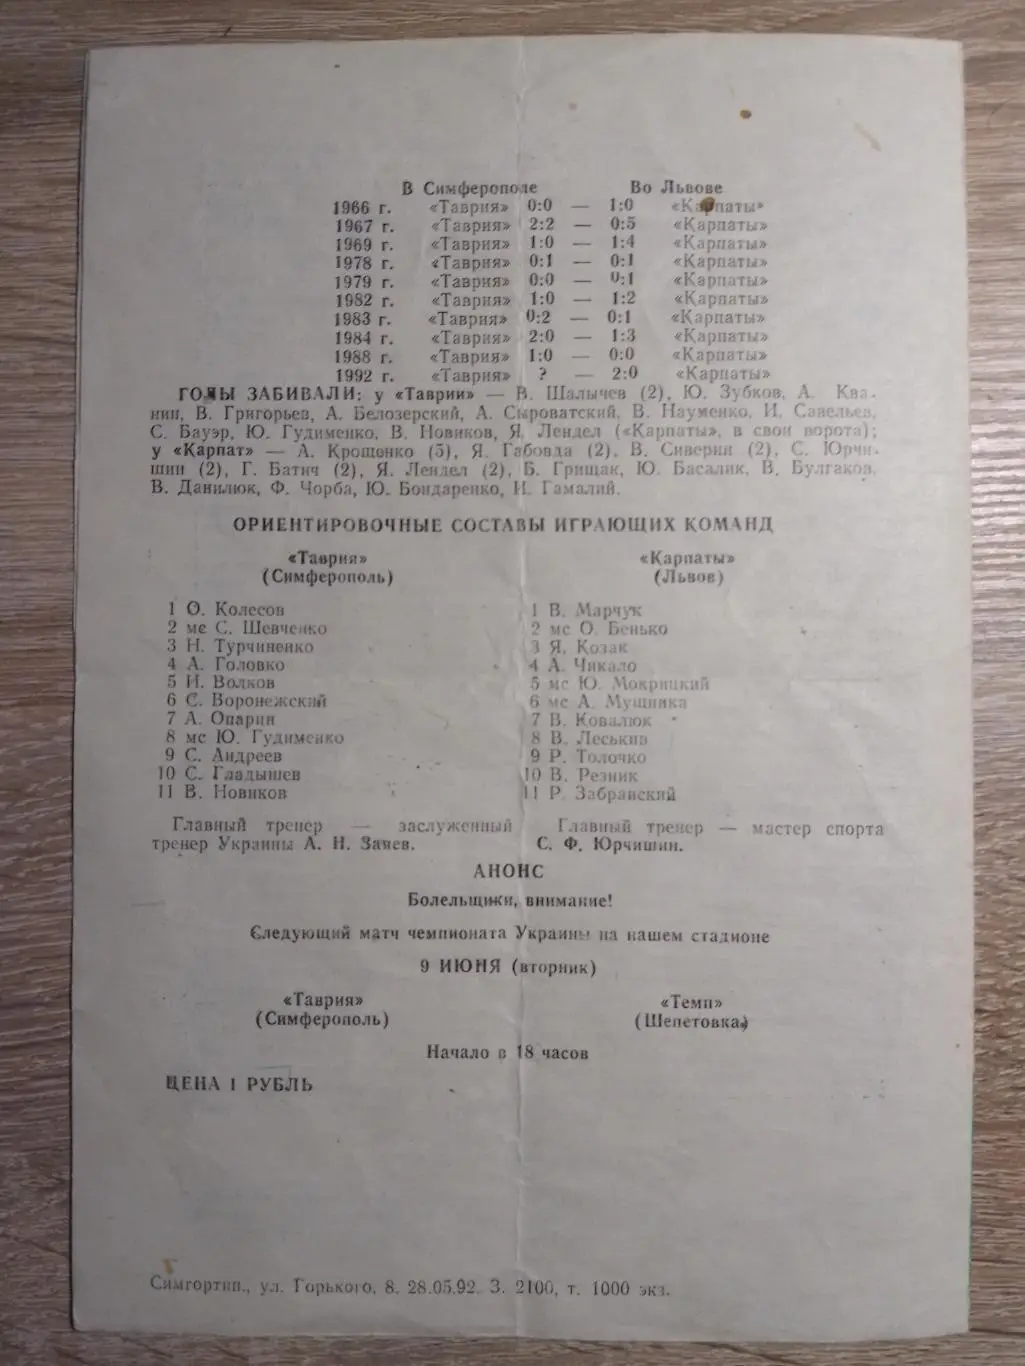 В Симферополе Во Львове
1966 г. «Таврия» 0:0 — 1:0 «Карпаты»
1967 г. «Таврия» 2:2 — 0:5 «Карпаты»
1969 г. «Таврия» 1:0 — 1:4 «Карпаты»
1978 г. «Таврия» 0:1 — 0:1 «Карпаты»
1979 г. «Таврия» 0:0 — 0:1 «Карпаты»
1982 г. «Таврия» 1:0 — 1:2 «Карпаты»
1983 г. «Таврия» 0:2 — 0:1 «Карпаты»
1984 г. «Таврия» 2:0 — 1:3 «Карпаты»
1988 г. «Таврия» 1:0 — 0:0 «Карпаты»
1992 г. «Таврия» ? — 2:0 «Карпаты»
ГОЛЫ ЗАБИВАЛИ: у «Таврии» — В. Шалычев (2), Ю. Зубков, А. Ква-
нин, В. Григорьев, А. Белозерский, А. Сыроватский, В. Науменко, И. Савельев,
С. Бауэр, Ю. Гудименко, В. Новиков, Я. Лендел («Карпаты», в свои ворота);
у «Карпат» — А. Крощенко (5), Я. Габовда (2), В. Сиверин (2), С. Юрчи-
шин (2), Г. Батич (2), Я. Лендел (2), Б. Грищак, Ю. Басалик, В. Булгаков,
В. Данилюк, Ф. Чорба, Ю. Бондаренко, И. Гамалий.
ОРИЕНТИРОВОЧНЫЕ СОСТАВЫ ИГРАЮЩИХ КОМАНД
«Таврия»
(Симферополь)
1 О. Колесов
2 мс С. Шевченко
3 Н. Турчиненко
4 А. Головко
5 И. Волков
6 С. Воронежский
7 А. Опарин
8 мс Ю. Гудименко
9 С. Андреев
10 С. Гладышев
11 В. Новиков
Главный тренер — заслуженный
тренер Украины А. Н. Заяев.
«Карпаты»
(Львов)
1 В. Марчук
2 мс О. Бенько
3 Я. Козак
4 А. Чикало
5 мс Ю. Мокрицкий
6 мс А. Мущинка
7 В. Ковалюк
8 В. Леськив
9 Р. Толочко
10 В. Резник
11 Р. Забранский
Главный тренер — мастер спорта
С. Ф. Юрчишин.
АНОНС
Болельщики, внимание!
Следующий матч чемпионата Украины на нашем стадионе
9 ИЮНЯ (вторник)
«Таврия» «Темп»
(Симферополь) (Шепетовка)
Начало в 18 часов
ЦЕНА 1 РУБЛЬ
Симгортип., ул. Горького, 8. 28.05.92. З. 2100, т. 1000 экз.